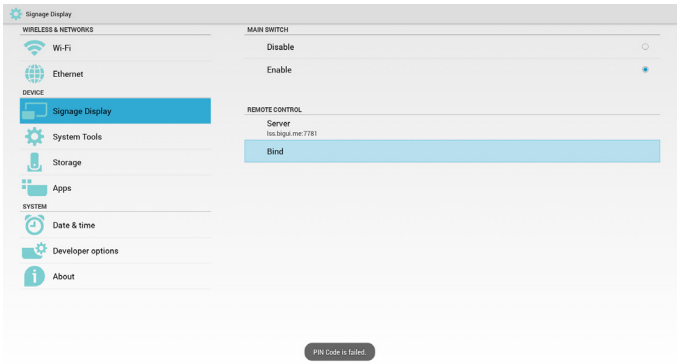 Signage Display
WIRELESS & NETWORKS
Wi-Fi
Ethernet
DEVICE
Signage Display
System Tools
Storage
Apps
SYSTEM
Date & time
Developer options
About
MAIN SWITCH
Disable
Enable
REMOTE CONTROL
Server
lss.bigui.me:7781
Bind
PIN Code is failed.